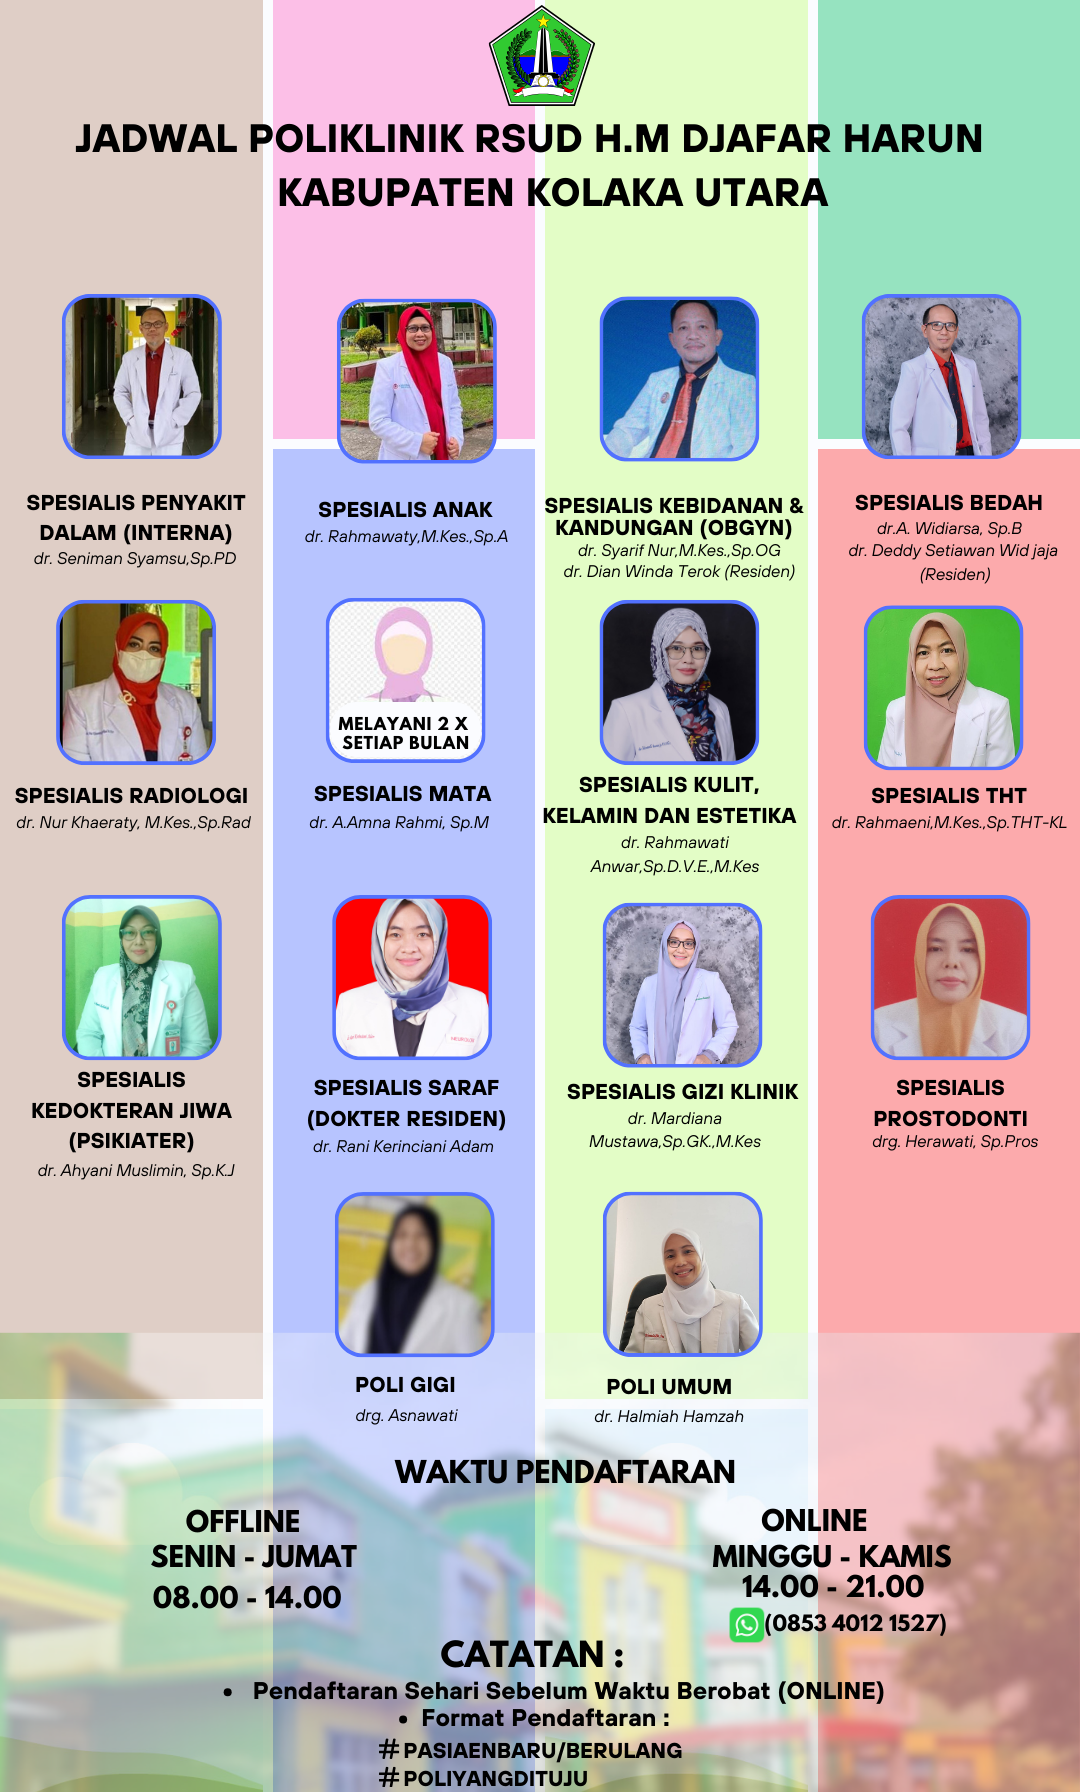 JADWAL POLIKLINIK RSUD H.M DJAFAR HARUN
KABUPATEN KOLAKA UTARA
SPESIALIS PENYAKIT
DALAM (INTERNA)
dr. Seniman Syamsu,Sp.PD
SPESIALIS ANAK
dr. Rahmawaty,M.Kes.,Sp.A
SPESIALIS KEBIDANAN &
KANDUNGAN (OBGYN)
dr. Syarif Nur,M.Kes.,Sp.OG
dr. Dian Winda Terok (Residen)
SPESIALIS BEDAH
dr.A. Widiarsa, Sp.B
dr. Deddy Setiawan Wid jaja
(Residen)
SPESIALIS RADIOLOGI
dr. Nur Khaeraty, M.Kes.,Sp.Rad
MELAYANI 2 X
SETIAP BULAN
SPESIALIS MATA
dr. A.Amna Rahmi, Sp.M
SPESIALIS KULIT,
KELAMIN DAN ESTETIKA
dr. Rahmawati
Anwar,Sp.D.V.E.,M.Kes
SPESIALIS THT
dr. Rahmaeni,M.Kes.,Sp.THT-KL
SPESIALIS
KEDOKTERAN JIWA
(PSIKIATER)
dr. Ahyani Muslimin, Sp.K.J
SPESIALIS SARAF
(DOKTER RESIDEN)
dr. Rani Kerinciani Adam
SPESIALIS GIZI KLINIK
dr. Mardiana
Mustawa,Sp.GK.,M.Kes
SPESIALIS
PROSTODONTI
drg. Herawati, Sp.Pros
POLI GIGI
drg. Asnawati
POLI UMUM
dr. Halmiah Hamzah
WAKTU PENDAFTARAN
OFFLINE
SENIN - JUMAT
08.00 - 14.00
ONLINE
MINGGU - KAMIS
14.00 - 21.00
(0853 4012 1527)
CATATAN :
• Pendaftaran Sehari Sebelum Waktu Berobat (ONLINE)
• Format Pendaftaran :
#PASIAENBARU/BERULANG
#POLIYANGDITUJU